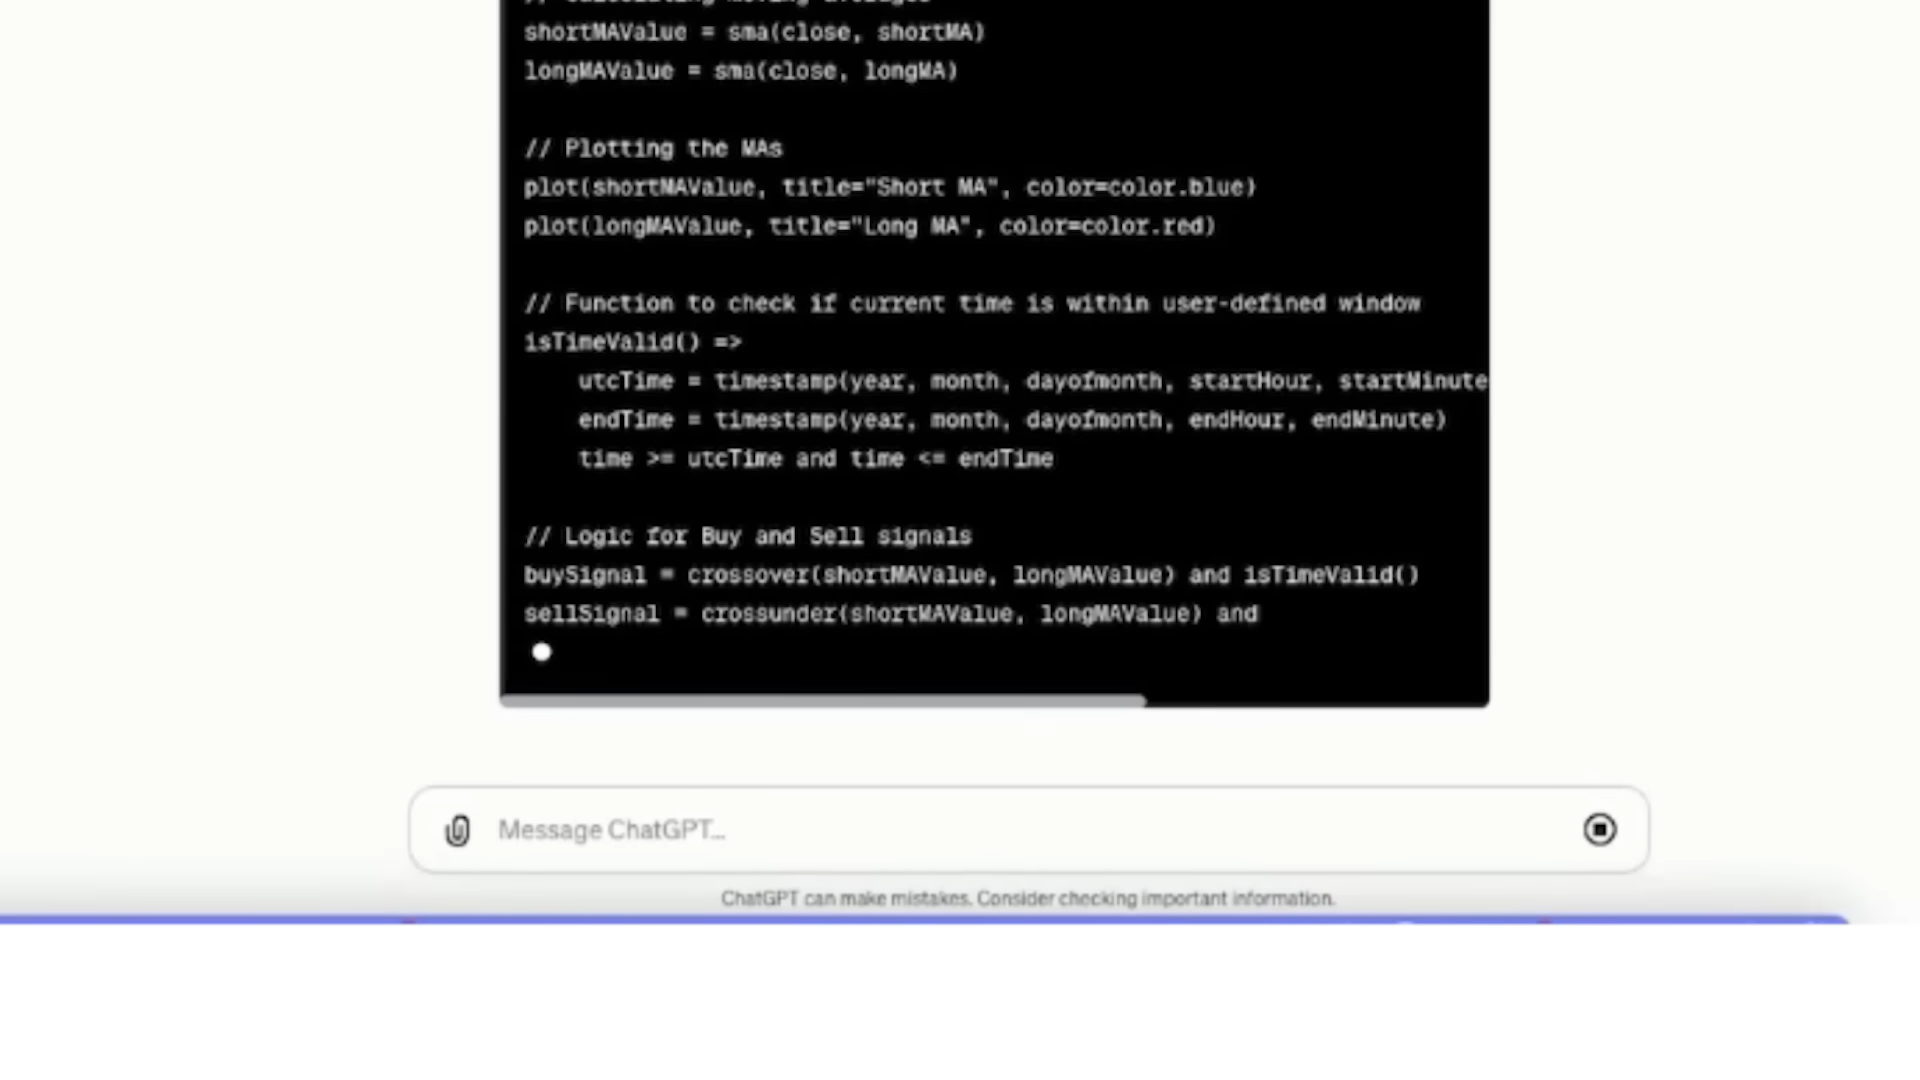 // Calculating moving averages
shortMAValue = sma(close, shortMA)
longMAValue = sma(close, longMA)
// Plotting the MAs
plot(shortMAValue, title="Short MA", color=color.blue)
plot(longMAValue, title="Long MA", color=color.red)
// Function to check if current time is within user-defined window
isTimeValid() =>
utcTime = timestamp(year, month, dayofmonth, startHour, startMinute
endTime = timestamp(year, month, dayofmonth, endHour, endMinute)
time >= utcTime and time <= endTime
// Logic for Buy and Sell signals
buySignal = crossover(shortMAValue, longMAValue) and isTimeValid()
sellSignal = crossunder(shortMAValue, longMAValue) and
Message ChatGPT...
ChatGPT can make mistakes. Consider checking important information.